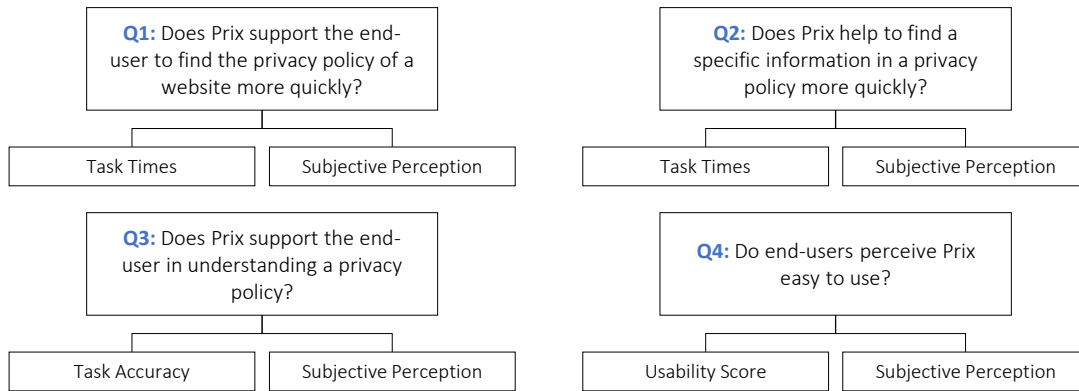 Q1: Does Prix support the end-
user to find the privacy policy of a
website more quickly?
Task Times
Subjective Perception
Q2: Does Prix help to find a
specific information in a privacy
policy more quickly?
Task Times
Subjective Perception
Q3: Does Prix support the end-
user in understanding a privacy
policy?
Task Accuracy
Subjective Perception
Q4: Do end-users perceive Prix
easy to use?
Usability Score
Subjective Perception